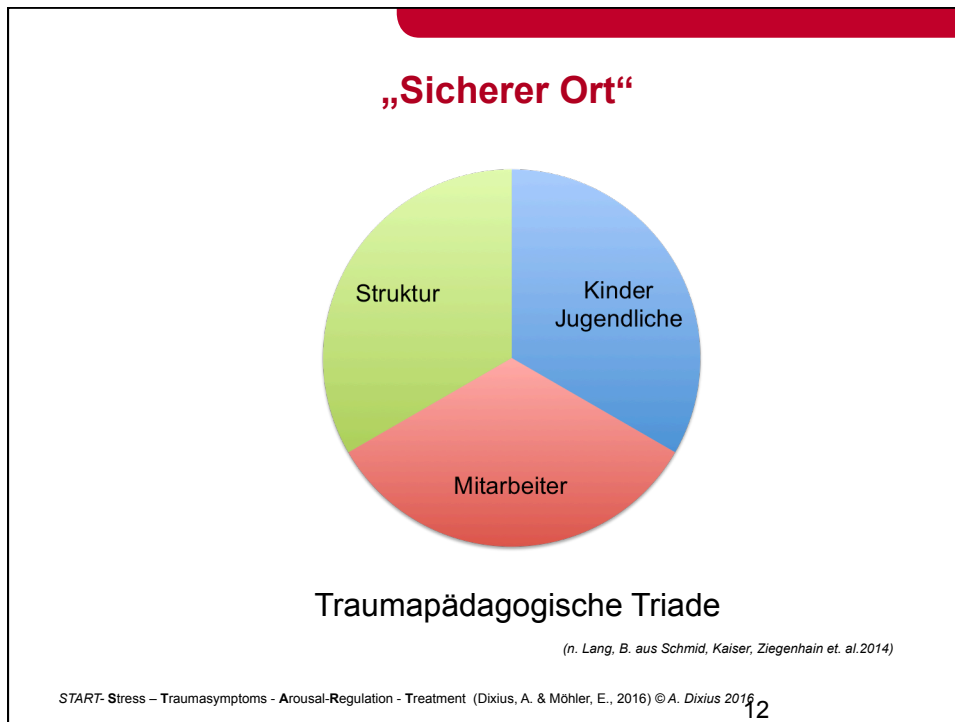 „Sicherer Ort“
Struktur
Kinder
Jugendliche
Mitarbeiter
Traumapädagogische Triade
(n. Lang, B. aus Schmid, Kaiser, Ziegenhain et. al.2014)
START- Stress – Traumasymptoms - Arousal-Regulation - Treatment (Dixius, A. & Möhler, E., 2016) © A. Dixius 2016
12